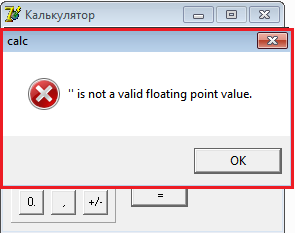 Калькулятор
calc
'' is not a valid floating point value.
OK
0. , +/- =